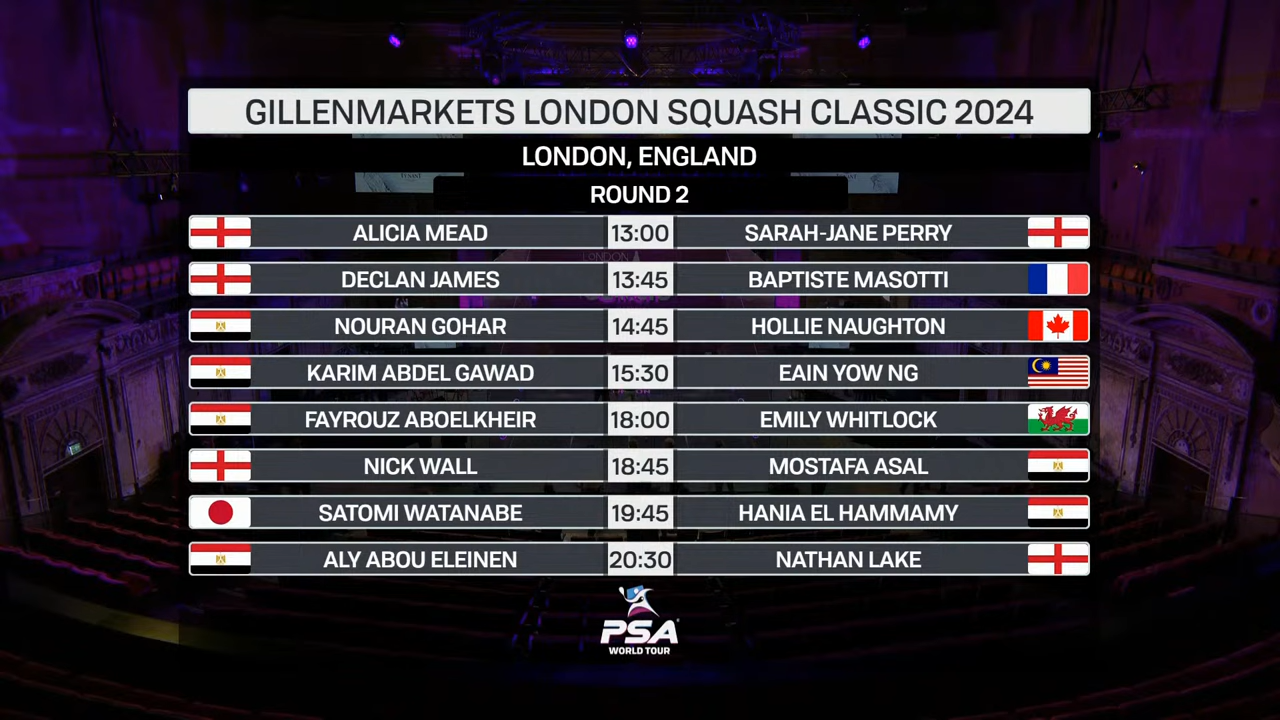 GILLENMARKETS LONDON SQUASH CLASSIC 2024
LONDON, ENGLAND
ROUND 2
ALICIA MEAD 13:00 SARAH-JANE PERRY
DECLAN JAMES 13:45 BAPTISTE MASOTTI
NOURAN GOHAR 14:45 HOLLIE NAUGHTON
KARIM ABDEL GAWAD 15:30 EAIN YOW NG
FAYROUZ ABOELKHEIR 18:00 EMILY WHITLOCK
NICK WALL 18:45 MOSTAFA ASAL
SATOMI WATANABE 19:45 HANIA EL HAMMAMY
ALY ABOU ELEINEN 20:30 NATHAN LAKE
PSA
WORLD TOUR